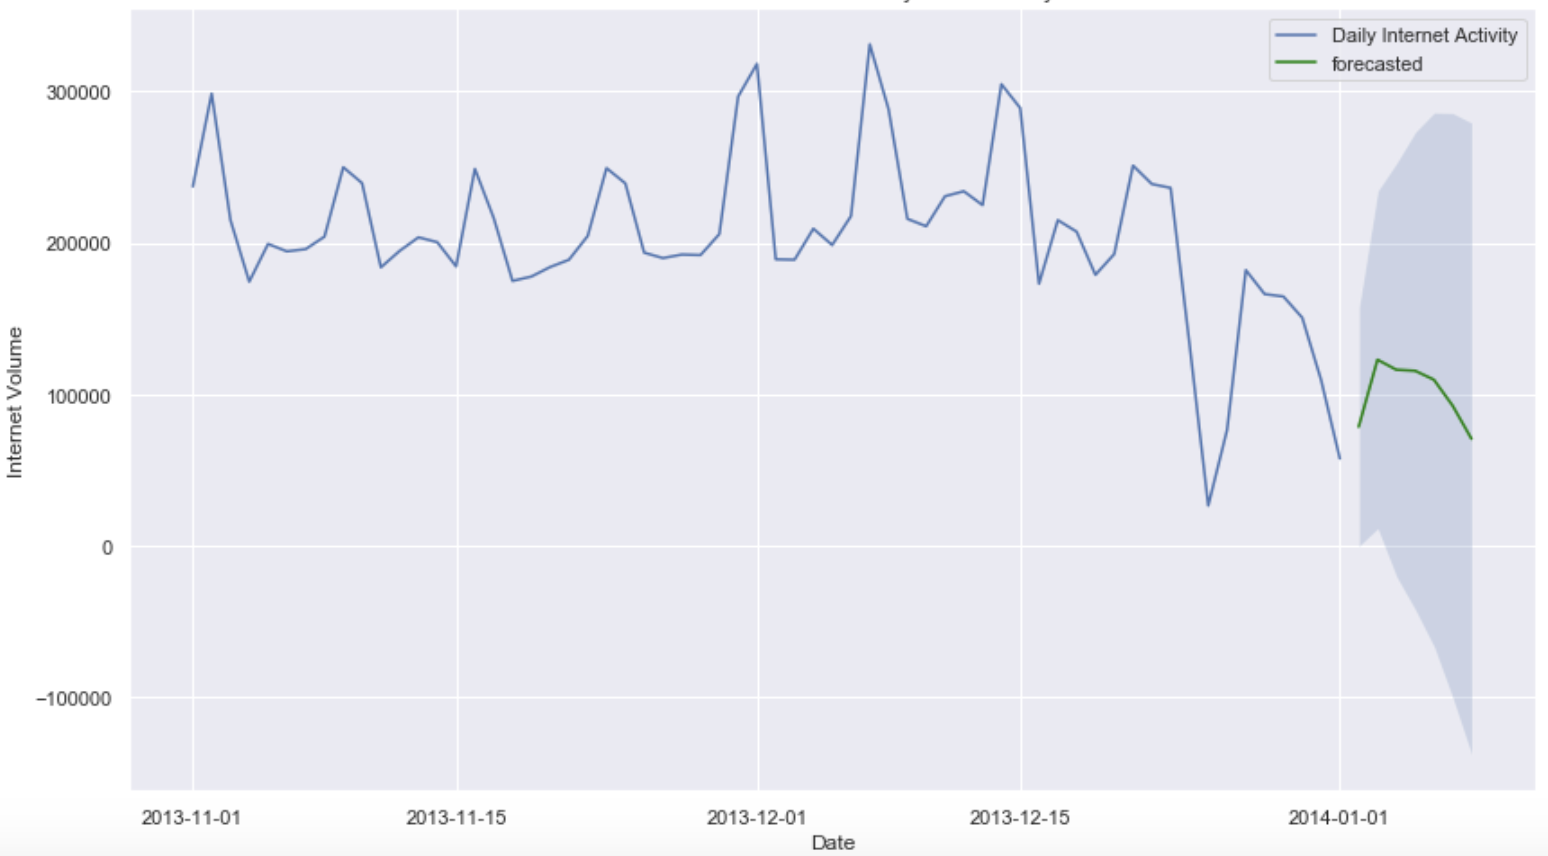 Daily Internet Activity
forecasted
300000
200000
100000
0
−100000
Internet Volume
2013-11-01 2013-11-15 2013-12-01 2013-12-15 2014-01-01
Date